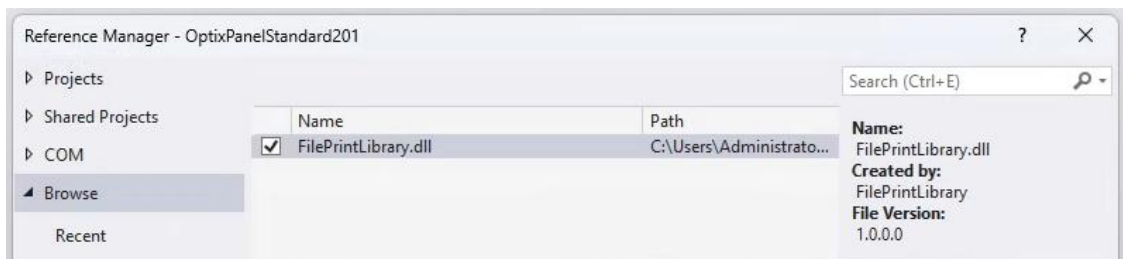 Reference Manager - OptixPanelStandard201
?
Projects
Shared Projects
COM
Browse
Recent
Name Path
FilePrintLibrary.dll C:\Users\Administrato...
Search (Ctrl+E)
Name:
FilePrintLibrary.dll
Created by:
FilePrintLibrary
File Version:
1.0.0.0